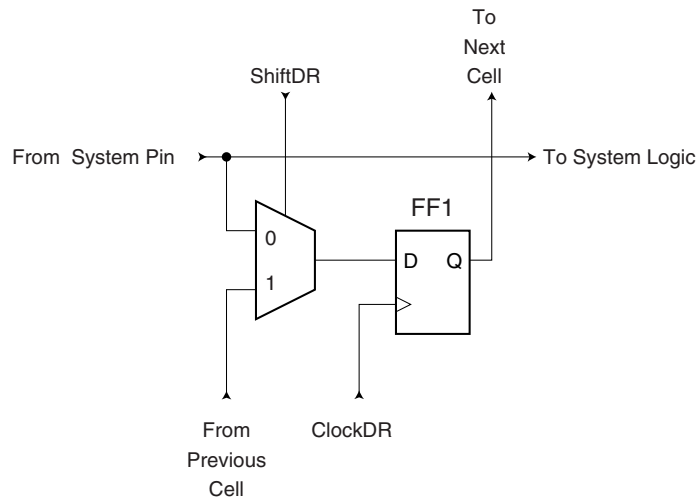 To
Next
Cell
ShiftDR
From System Pin
To System Logic
FF1
0
D Q
1
From
Previous
Cell
ClockDR